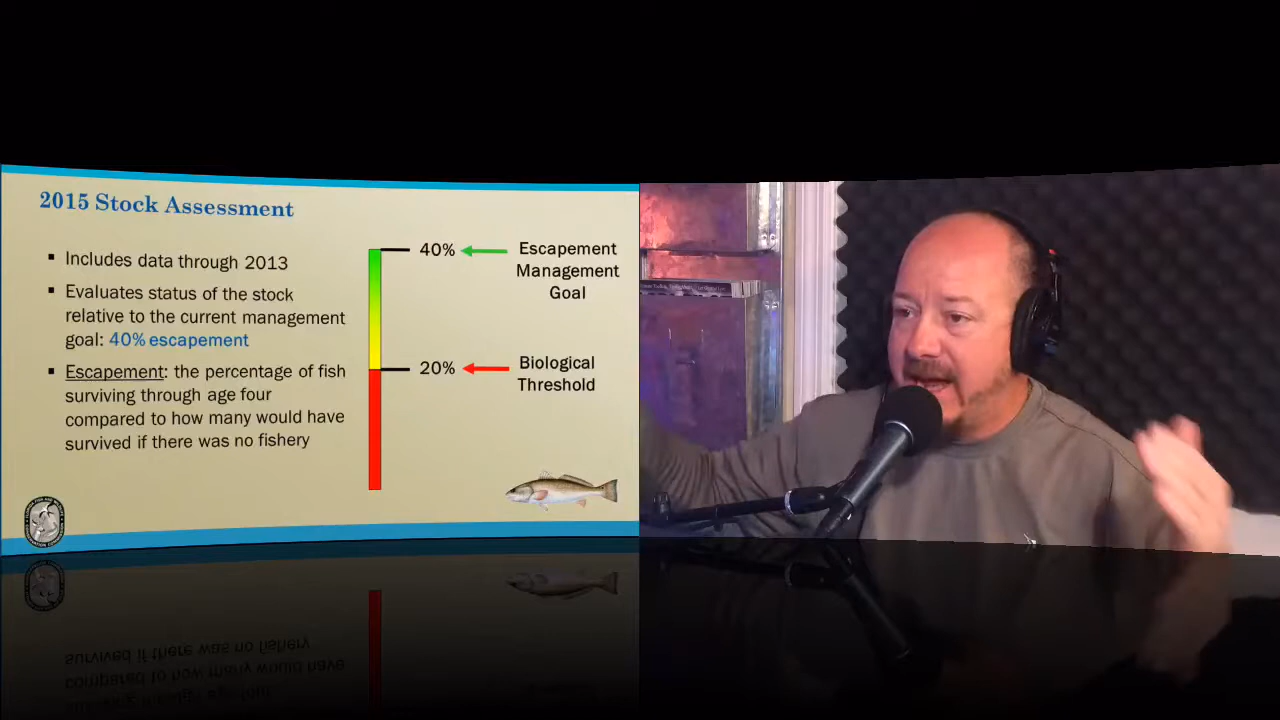 2015 Stock Assessment
Includes data through 2013
Evaluates status of the stock
relative to the current management
goal: 40% escapement
Escapement: the percentage of fish
surviving through age four
compared to how many would have
survived if there was no fishery
40%
Escapement
Management
Goal
20%
Biological
Threshold